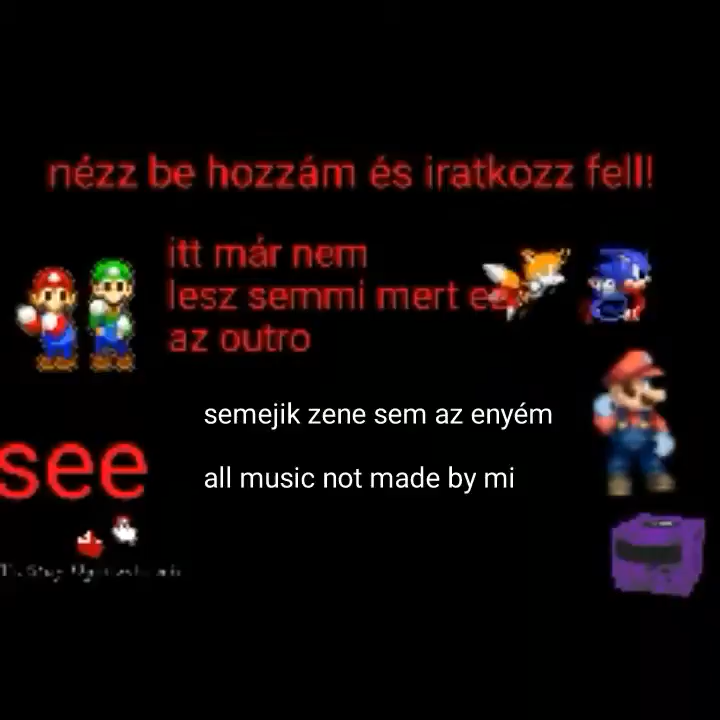 nézz be hozzám és iratkozz fell!
itt már nem
lesz semmi mert ez
az outro
semejik zene sem az enyém
see
all music not made by mi